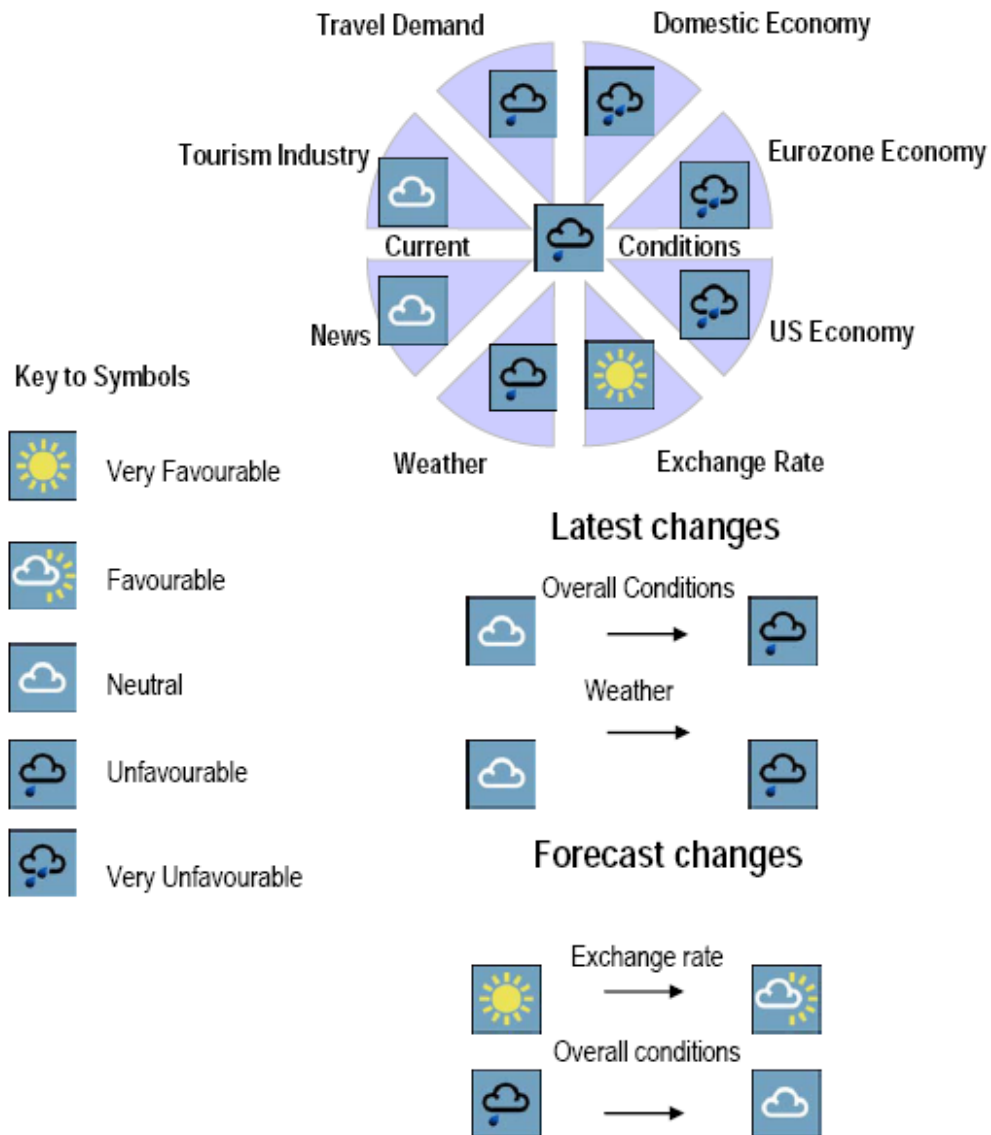 Travel Demand
Domestic Economy
Tourism Industry
Eurozone Economy
Current
Conditions
News
US Economy
Key to Symbols
Weather
Exchange Rate
Very Favourable
Latest changes
Favourable
Overall Conditions
Neutral
Weather
Unfavourable
Forecast changes
Very Unfavourable
Exchange rate
Overall conditions